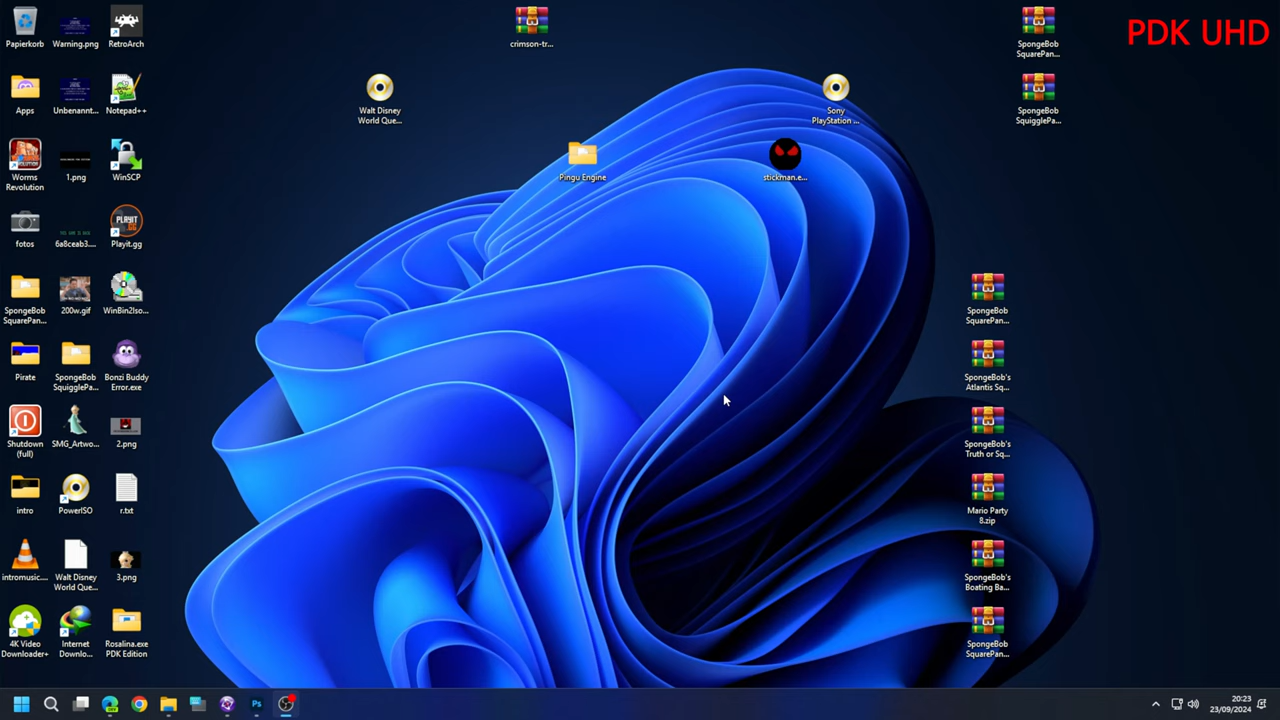 PDK UHD
Papierkorb
Warning.png
RetroArch
Apps
Unbenannt...
Notepad++
Worms
Revolution
1.png
WinSCP
fotos
6a8ceab3....
PLAYIT
GG
Playit.gg
SpongeBob
SquarePan...
200w.gif
WinBin2Iso...
Pirate
SpongeBob
SquigglePa...
Bonzi Buddy
Error.exe
Shutdown
(full)
SMG_Artwo...
2.png
intro
PowerISO
r.txt
intromusic....
Walt Disney
World Que...
3.png
4K Video
Downloader+
Internet
Downlo...
Rosalina.exe
PDK Edition
crimson-tr...
Walt Disney
World Que...
Pingu Engine
Sony
PlayStation ...
stickman.e...
SpongeBob
SquarePan...
SpongeBob
SquigglePa...
SpongeBob
SquarePan...
SpongeBob's
Atlantis Sq...
SpongeBob's
Truth or Sq...
Mario Party
8.zip
SpongeBob's
Boating Ba...
SpongeBob
SquarePan...
Ps
20:23
23/09/2024